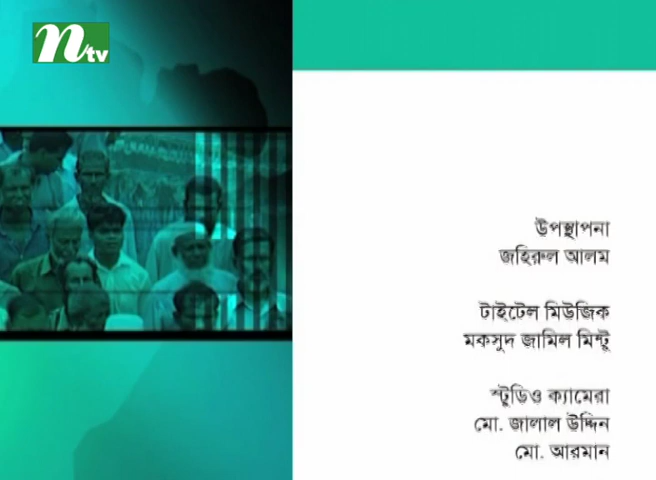 ntv
উপস্থাপনা
জহিরুল আলম
টাইটেল মিউজিক
মকসুদ জামিল মিন্টু
স্টুডিও ক্যামেরা
মো. জালাল উদ্দিন
মো. আরমান